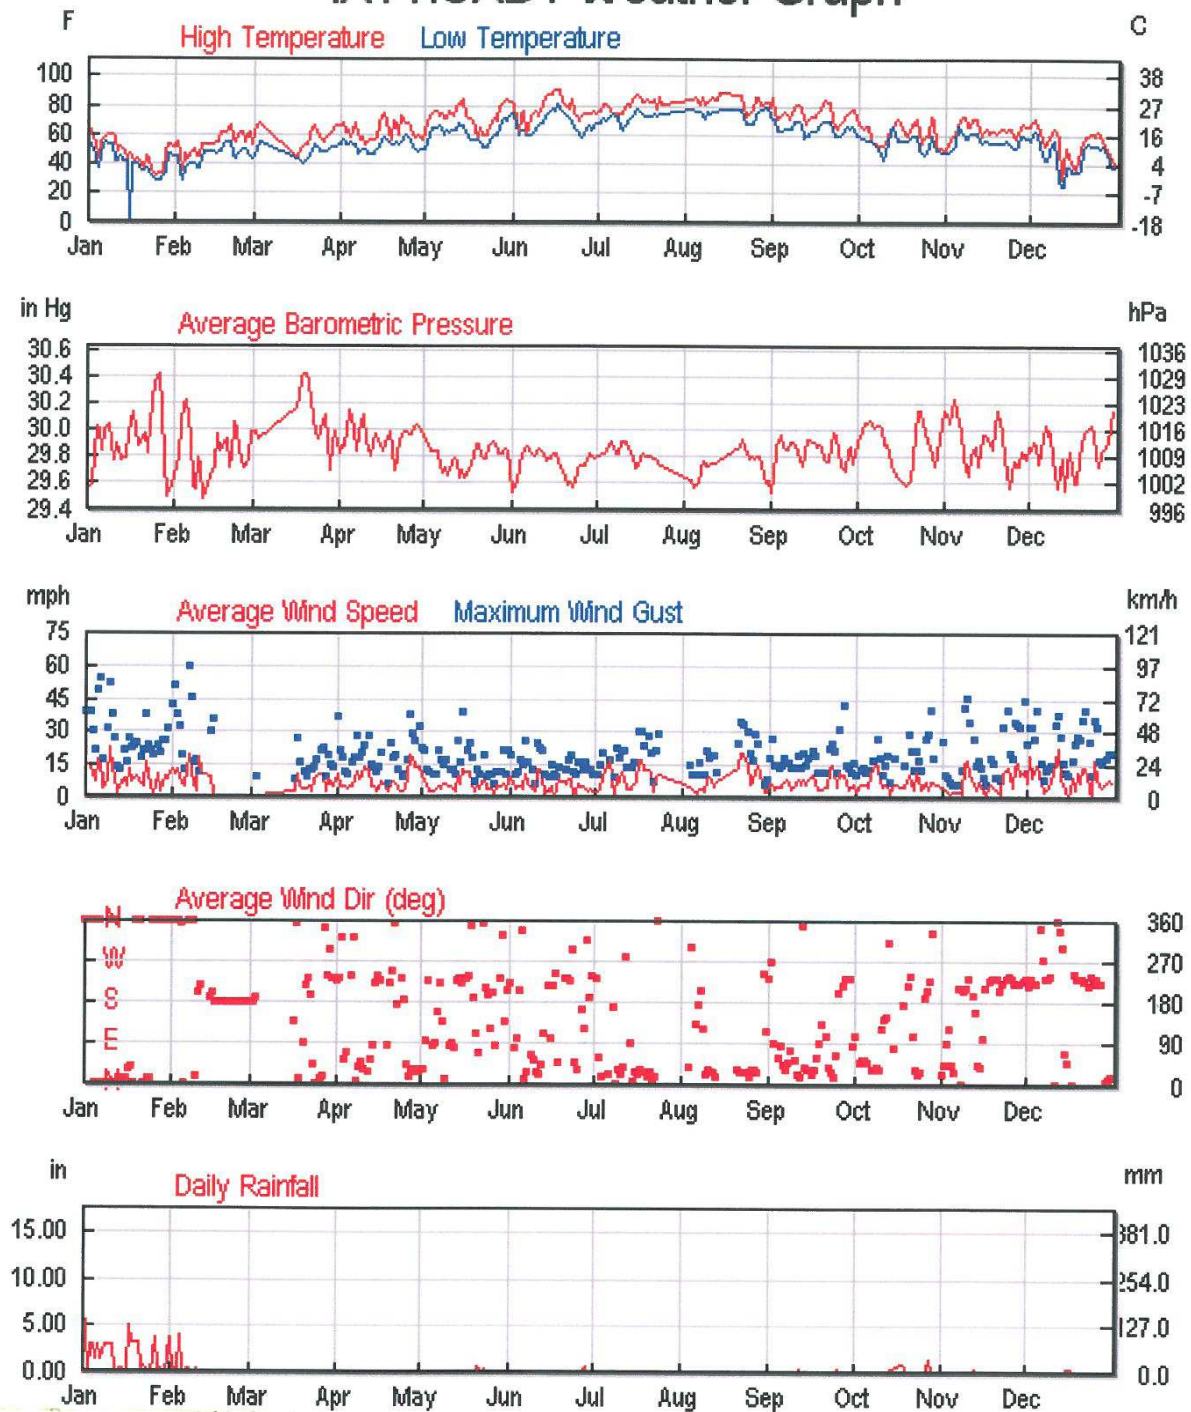 Weather Graph
F
C
High Temperature Low Temperature
100 38
80 27
60 16
40 4
20 -7
0 -18
Jan Feb Mar Apr May Jun Jul Aug Sep Oct Nov Dec
in Hg
hPa
Average Barometric Pressure
30.6 1036
30.4 1029
30.2 1023
30.0 1016
29.8 1009
29.6 1002
29.4 996
Jan Feb Mar Apr May Jun Jul Aug Sep Oct Nov Dec
mph
km/h
Average Wind Speed Maximum Wind Gust
75 121
60 97
45 72
30 48
15 24
0 0
Jan Feb Mar Apr May Jun Jul Aug Sep Oct Nov Dec
Average Wind Dir (deg)
N 360
W 270
S 180
E 90
N 0
Jan Feb Mar Apr May Jun Jul Aug Sep Oct Nov Dec
in
mm
Daily Rainfall
15.00 381.0
10.00 254.0
5.00 127.0
0.00 0.0
Jan Feb Mar Apr May Jun Jul Aug Sep Oct Nov Dec